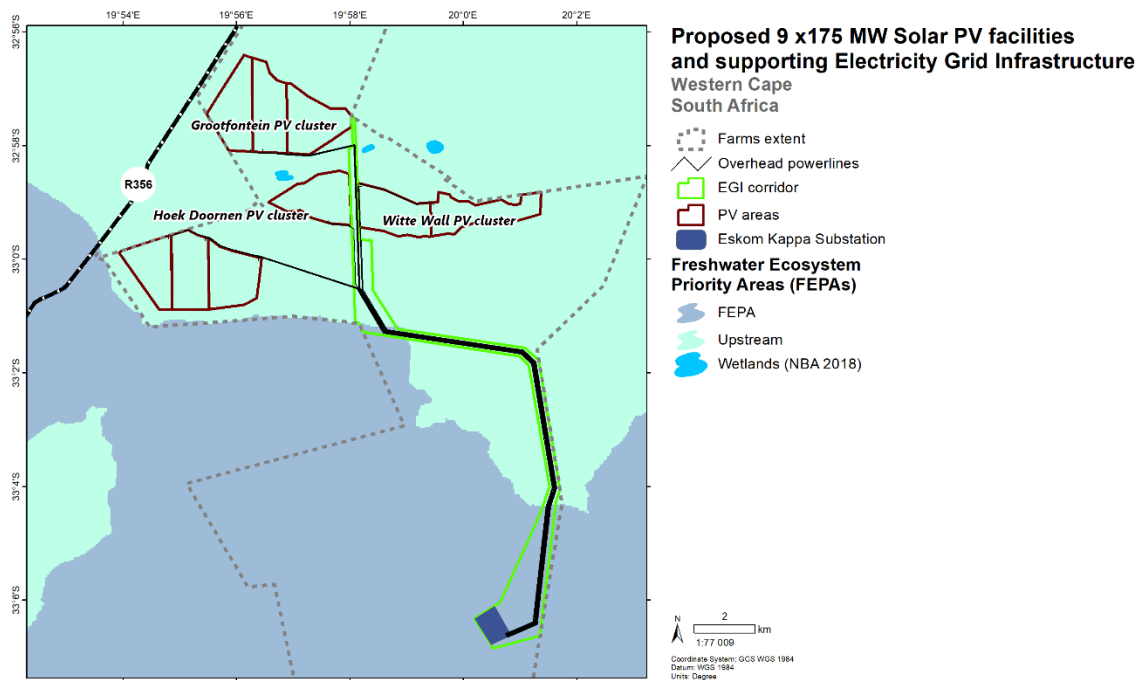 19°54'E
19°56'E
19°58'E
20°0'E
20°2'E
32°56'S
32°58'S
33°0'S
33°2'S
33°4'S
33°6'S
Grootfontein PV cluster
R356
Hoek Doornen PV cluster
Witte Wall PV cluster
Proposed 9 x175 MW Solar PV facilities
and supporting Electricity Grid Infrastructure
Western Cape
South Africa
Farms extent
Overhead powerlines
EGI corridor
PV areas
Eskom Kappa Substation
Freshwater Ecosystem
Priority Areas (FEPAs)
FEPA
Upstream
Wetlands (NBA 2018)
N
2
km
1:77 009
Coordinate System: GCS WGS 1984
Datum: WGS 1984
Units: Degree